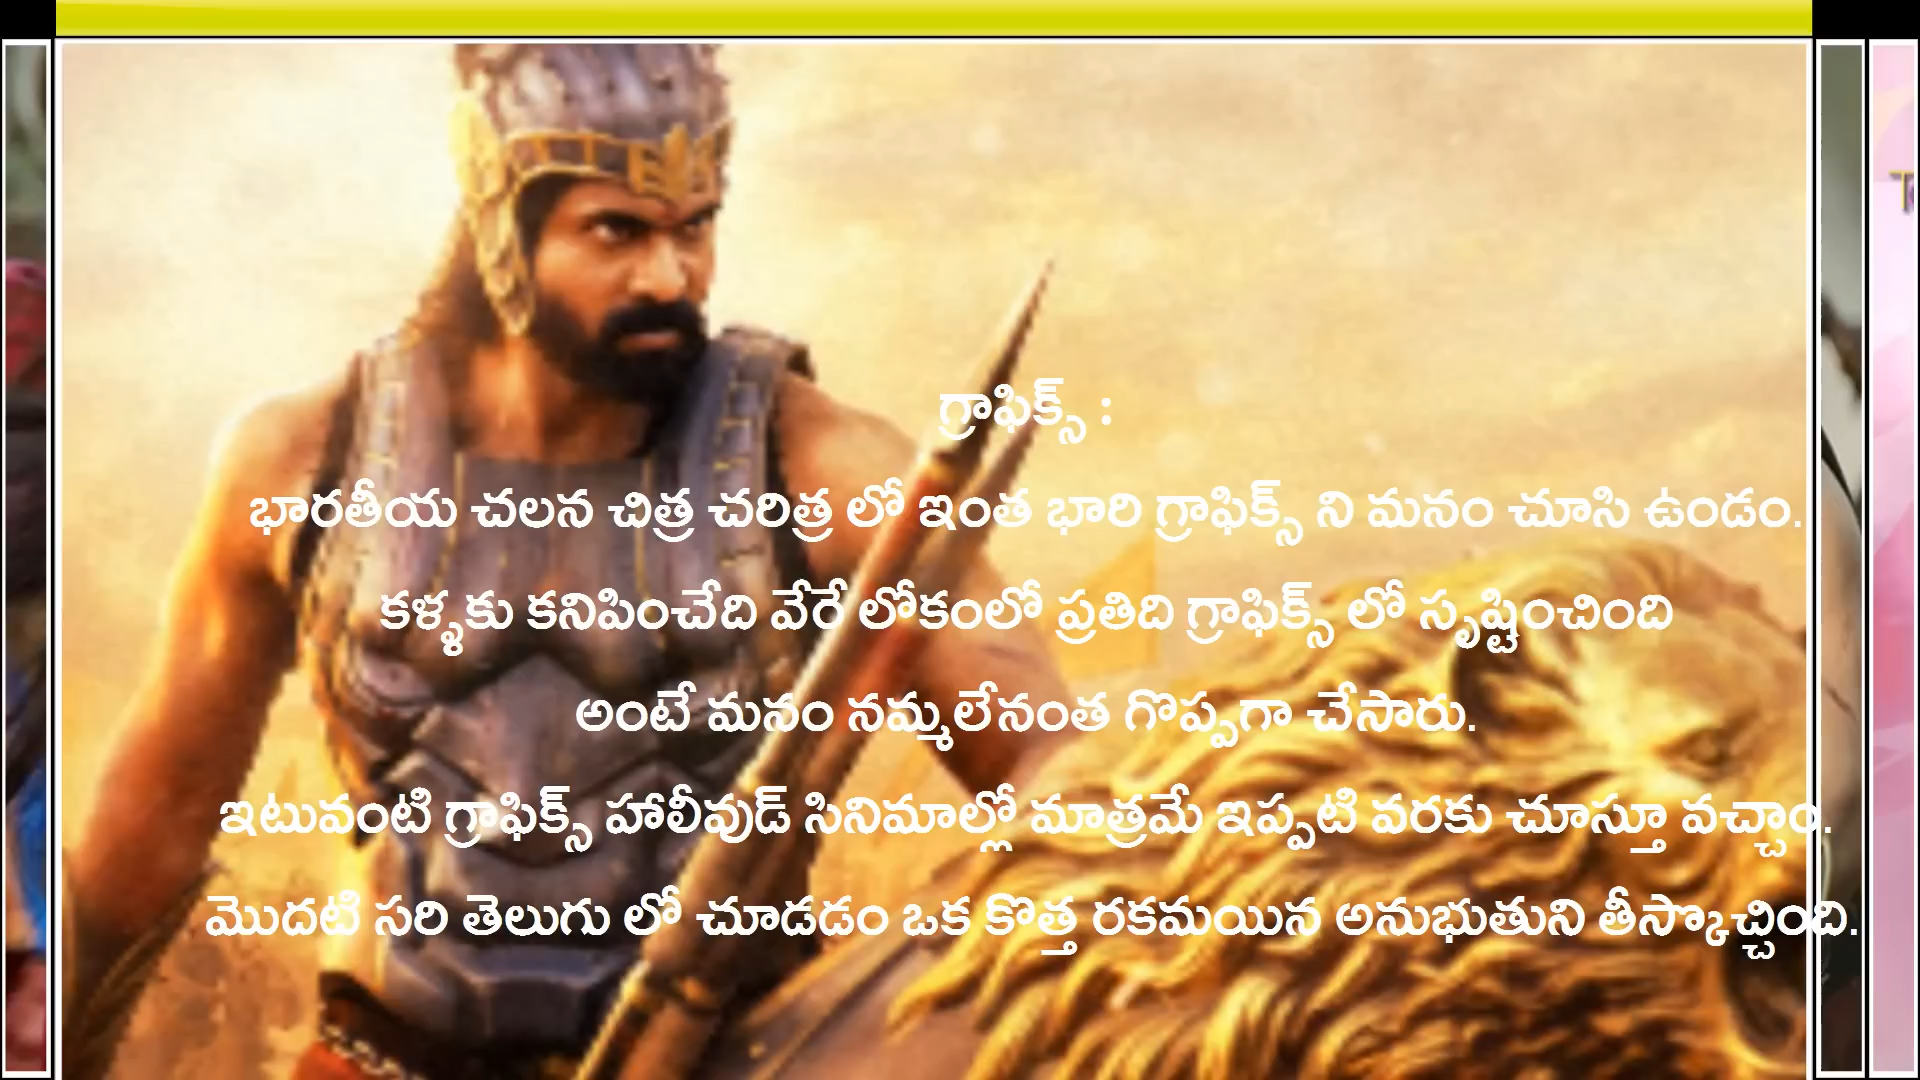 గ్రాఫిక్స్ :
భారతీయ చలన చిత్ర చరిత్ర లో ఇంత భారి గ్రాఫిక్స్ ని మనం చూసి ఉండం.
కళ్ళకు కనిపించేది వేరే లోకంలో ప్రతిది గ్రాఫిక్స్ లో సృష్టించింది
అంటే మనం నమ్మలేనంత గొప్పగా చేసారు.
ఇటువంటి గ్రాఫిక్స్ హాలీవుడ్ సినిమాల్లో మాత్రమే ఇప్పటి వరకు చూస్తూ వచ్చాం.
మొదటి సరి తెలుగు లో చూడడం ఒక కొత్త రకమయిన అనుభుతుని తీస్కొచ్చింది.